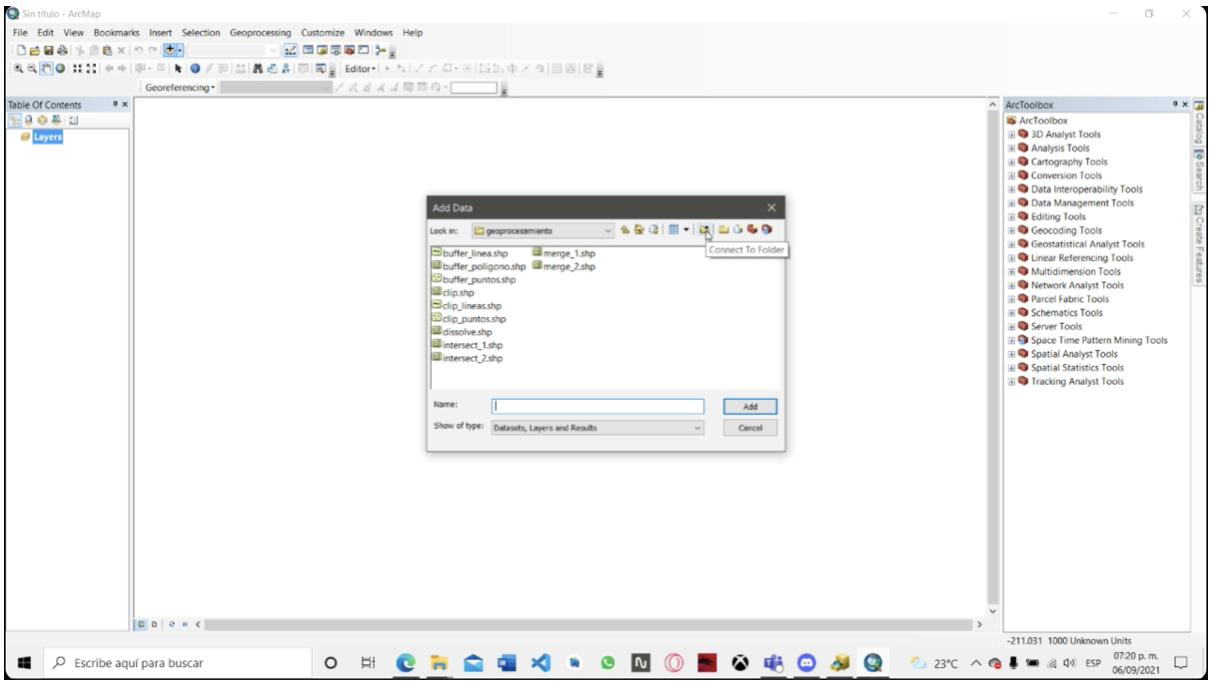 Sin título - ArcMap
File Edit View Bookmarks Insert Selection Geoprocessing Customize Windows Help
Editor
Georeferencing
Table Of Contents
Layers
Add Data
Look in: geoprocesamiento
Connect To Folder
buffer_linea.shp
buffer_poligono.shp
buffer_puntos.shp
clip.shp
clip_lineas.shp
clip_puntos.shp
dissolve.shp
intersect_1.shp
intersect_2.shp
merge_1.shp
merge_2.shp
Name:
Add
Show of type: Datasets, Layers and Results
Cancel
ArcToolbox
ArcToolbox
3D Analyst Tools
Analysis Tools
Cartography Tools
Conversion Tools
Data Interoperability Tools
Data Management Tools
Editing Tools
Geocoding Tools
Geostatistical Analyst Tools
Linear Referencing Tools
Multidimension Tools
Network Analyst Tools
Parcel Fabric Tools
Schematics Tools
Server Tools
Space Time Pattern Mining Tools
Spatial Analyst Tools
Spatial Statistics Tools
Tracking Analyst Tools
Catalog
Search
Create Features
-211.031 1000 Unknown Units
Escribe aquí para buscar
23°C
ESP
07:20 p. m.
06/09/2021